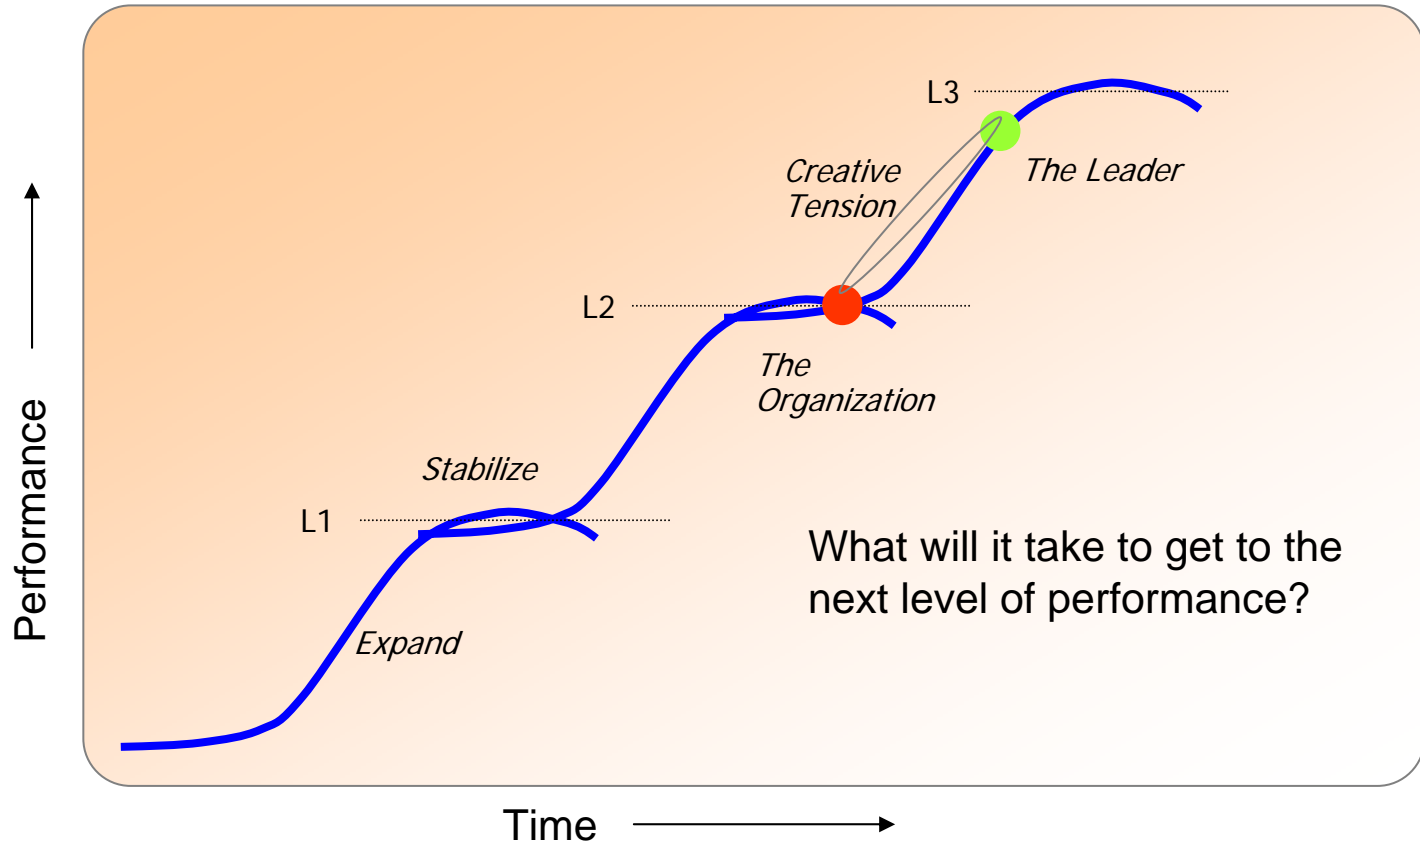 L3
Creative
Tension
The Leader
L2
The
Organization
Stabilize
L1
What will it take to get to the
next level of performance?
Expand
Performance
Time